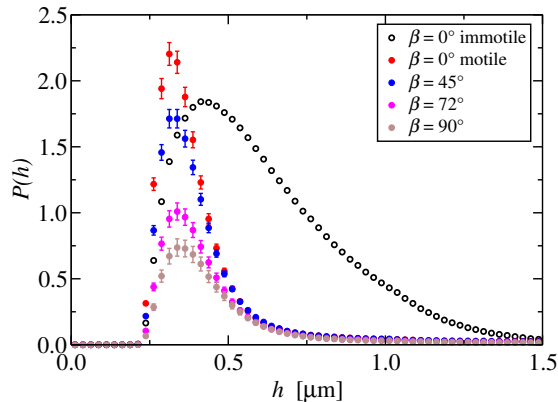 β = 0° immotile
β = 0° motile
β = 45°
β = 72°
β = 90°
P(h)
2.5
2.0
1.5
1.0
0.5
0.0
0.0 0.5 1.0 1.5
h [μm]